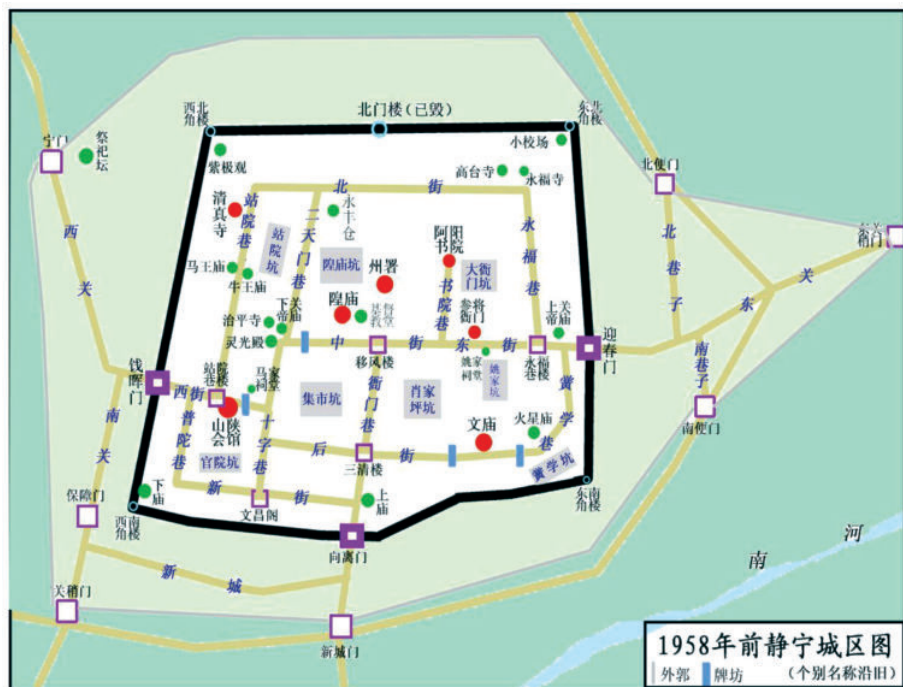 西北角楼
北门楼（已毁）
东北角楼
小校场
宁门
祭祀坛
紫极观
高台寺
永福寺
北便门
清真寺
站院巷
北街
二天门巷
永丰仓
永福巷
西关
站院坑
隍庙坑
州署
阿阳书院
大衙门坑
北巷子
东关
东关稍门
马王庙
牛王庙
隍庙
基督教堂
书院巷
参将衙门
上关帝庙
下关帝庙
治平寺
灵光殿
中街
东街
移风楼
姚家祠堂
姚家坑
永福巷楼
迎春门
南巷子
钱晖门
西街
站院巷楼
马家祠堂
集市坑
衙门巷
肖家坪坑
黉学巷
南便门
南关
普陀巷
山陕会馆
十字巷
后街
文庙
火星庙
官院坑
三清楼
黉学坑
保障门
下庙
新街
文昌阁
上庙
东南角楼
西南角楼
向离门
新城
关稍门
新城门
南河
1958年前静宁城区图
外郭 牌坊 （个别名称沿旧）